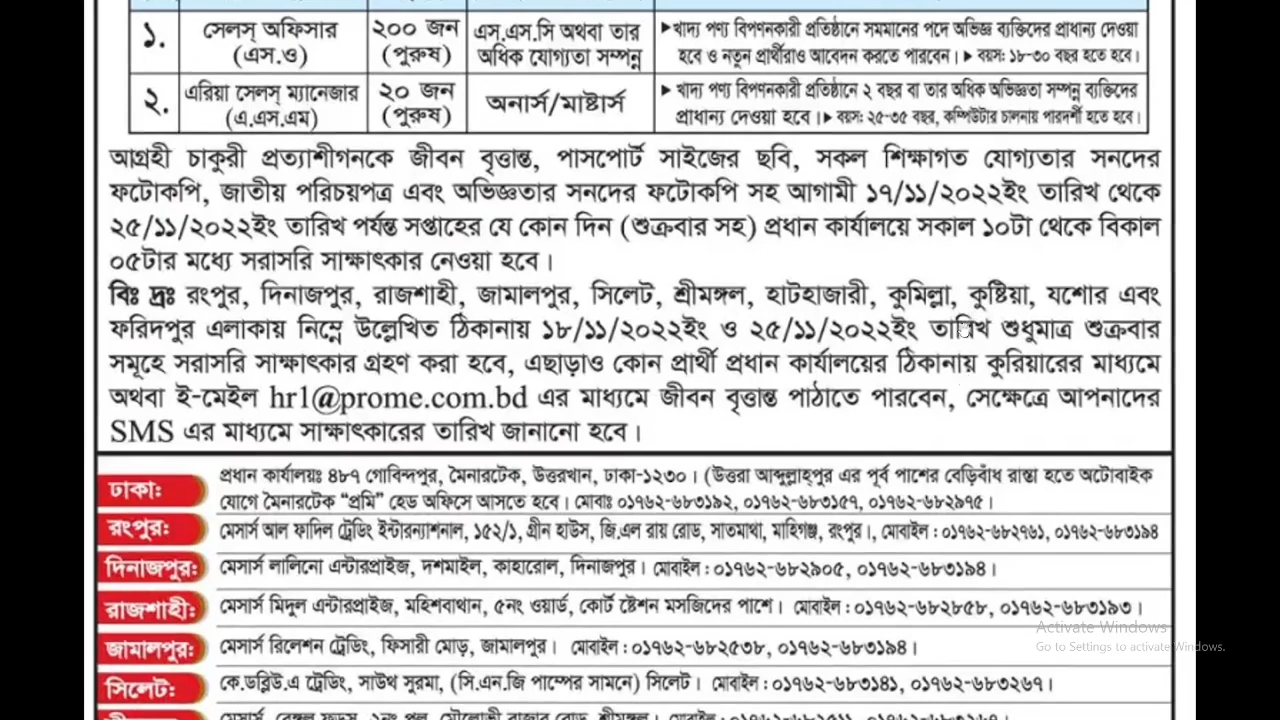 ১. সেলস্ অফিসার (এস.ও) ২০০ জন (পুরুষ) এস.এস.সি অথবা তার অধিক যোগ্যতা সম্পন্ন ▶খাদ্য পণ্য বিপণনকারী প্রতিষ্ঠানে সমমানের পদে অভিজ্ঞ ব্যক্তিদের প্রাধান্য দেওয়া
হবে ও নতুন প্রার্থীরাও আবেদন করতে পারবেন। ▶ বয়স: ১৮-৩০ বছর হতে হবে।
২. এরিয়া সেলস্ ম্যানেজার (এ.এস.এম) ২০ জন (পুরুষ) অনার্স/মাষ্টার্স ▶ খাদ্য পণ্য বিপণনকারী প্রতিষ্ঠানে ২ বছর বা তার অধিক অভিজ্ঞতা সম্পন্ন ব্যক্তিদের
প্রাধান্য দেওয়া হবে।▶ বয়স: ২৫-৩৫ বছর, কম্পিউটার চালনায় পারদর্শী হতে হবে।
আগ্রহী চাকুরী প্রত্যাশীগনকে জীবন বৃত্তান্ত, পাসপোর্ট সাইজের ছবি, সকল শিক্ষাগত যোগ্যতার সনদের
ফটোকপি, জাতীয় পরিচয়পত্র এবং অভিজ্ঞতার সনদের ফটোকপি সহ আগামী ১৭/১১/২০২২ইং তারিখ থেকে
২৫/১১/২০২২ইং তারিখ পর্যন্ত সপ্তাহের যে কোন দিন (শুক্রবার সহ) প্রধান কার্যালয়ে সকাল ১০টা থেকে বিকাল
০৫টার মধ্যে সরাসরি সাক্ষাৎকার নেওয়া হবে।
বিঃ দ্রঃ রংপুর, দিনাজপুর, রাজশাহী, জামালপুর, সিলেট, শ্রীমঙ্গল, হাটহাজারী, কুমিল্লা, কুষ্টিয়া, যশোর এবং
ফরিদপুর এলাকায় নিম্নে উল্লেখিত ঠিকানায় ১৮/১১/২০২২ইং ও ২৫/১১/২০২২ইং তারিখ শুধুমাত্র শুক্রবার
সমূহে সরাসরি সাক্ষাৎকার গ্রহণ করা হবে, এছাড়াও কোন প্রার্থী প্রধান কার্যালয়ের ঠিকানায় কুরিয়ারের মাধ্যমে
অথবা ই-মেইল hr1@prome.com.bd এর মাধ্যমে জীবন বৃত্তান্ত পাঠাতে পারবেন, সেক্ষেত্রে আপনাদের
SMS এর মাধ্যমে সাক্ষাৎকারের তারিখ জানানো হবে।
ঢাকা: প্রধান কার্যালয়ঃ ৪৮৭ গোবিন্দপুর, মৈনারটেক, উত্তরখান, ঢাকা-১২৩০। (উত্তরা আব্দুল্লাহ্পুর এর পূর্ব পাশের বেড়িবাঁধ রাস্তা হতে অটোবাইক
যোগে মৈনারটেক “প্রমি” হেড অফিসে আসতে হবে। মোবাঃ ০১৭৬২-৬৮৩১৯২, ০১৭৬২-৬৮৩১৫৭, ০১৭৬২-৬৮২৯৭৫।
রংপুর: মেসার্স আল ফাদিল ট্রেডিং ইন্টারন্যাশনাল, ১৫২/১, গ্রীন হাউস, জি.এল রায় রোড, সাতমাথা, মাহিগঞ্জ, রংপুর।, মোবাইল : ০১৭৬২-৬৮২৭৬১, ০১৭৬২-৬৮৩১৯৪
দিনাজপুর: মেসার্স লালিনো এন্টারপ্রাইজ, দশমাইল, কাহারোল, দিনাজপুর। মোবাইল : ০১৭৬২-৬৮২৯০৫, ০১৭৬২-৬৮৩১৯৪।
রাজশাহী: মেসার্স মিদুল এন্টারপ্রাইজ, মহিশবাথান, ৫নং ওয়ার্ড, কোর্ট ষ্টেশন মসজিদের পাশে। মোবাইল : ০১৭৬২-৬৮২৮৫৮, ০১৭৬২-৬৮৩১৯৩।
Activate Windows
Go to Settings to activate Windows.
জামালপুর: মেসার্স রিলেশন ট্রেডিং, ফিসারী মোড়, জামালপুর। মোবাইল : ০১৭৬২-৬৮২৫৩৮, ০১৭৬২-৬৮৩১৯৪।
সিলেট: কে.ডব্লিউ.এ ট্রেডিং, সাউথ সুরমা, (সি.এন.জি পাম্পের সামনে) সিলেট। মোবাইল : ০১৭৬২-৬৮৩১৪১, ০১৭৬২-৬৮৩২৬৭।